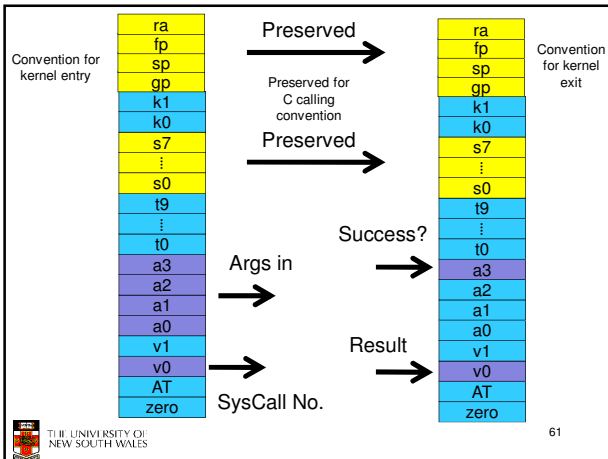 Convention for
kernel entry
ra
fp
sp
gp
k1
k0
s7
⁞
s0
t9
⁞
t0
a3
a2
a1
a0
v1
v0
AT
zero
Preserved
Preserved for
C calling
convention
Preserved
Args in
SysCall No.
Success?
Result
ra
fp
sp
gp
k1
k0
s7
⁞
s0
t9
⁞
t0
a3
a2
a1
a0
v1
v0
AT
zero
Convention
for kernel
exit
THE UNIVERSITY OF
NEW SOUTH WALES
61